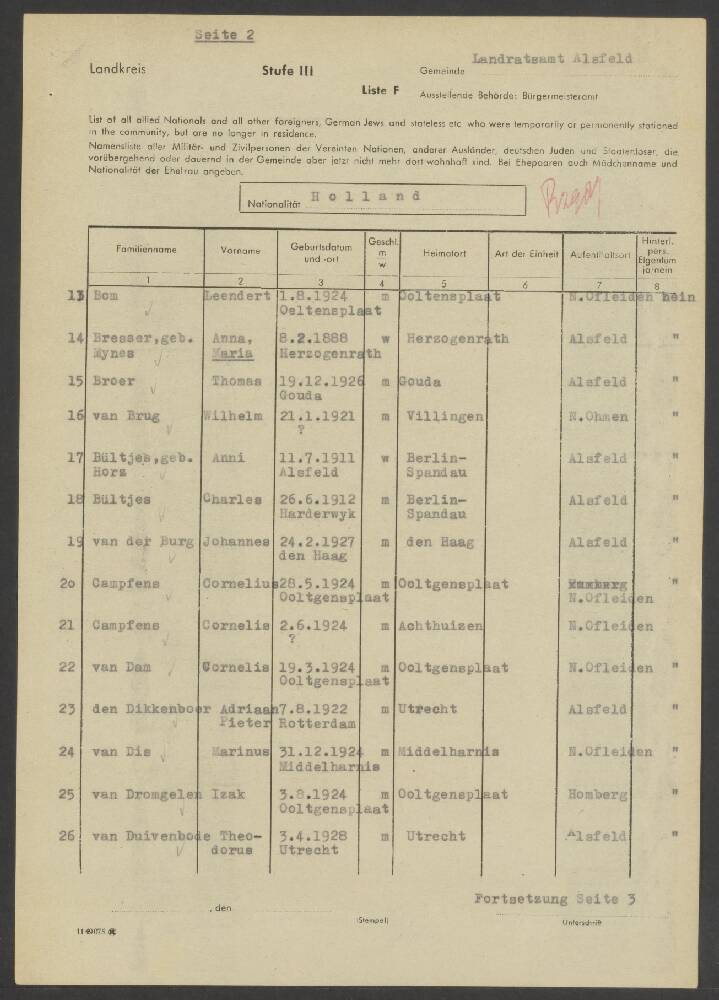 Seite 2
Landratsamt Alsfeld
Landkreis Stufe III Gemeinde
Liste F Ausstellende Behörde: Bürgermeisteramt
List of all allied Nationals and all other foreigners, German Jews and stateless etc. who were temporarily or permanently stationed
in the community, but are no longer in residence.
Namensliste aller Militär- und Zivilpersonen der Vereinten Nationen, anderer Ausländer, deutschen Juden und Staatenloser, die
vorübergehend oder dauernd in der Gemeinde aber jetzt nicht mehr dort wohnhaft sind. Bei Ehepaaren auch Mädchenname und
Nationalität der Ehefrau angeben.
Nationalität Holland
Familienname Vorname Geburtsdatum und -ort Geschl. m w Heimatort Art der Einheit Aufenthaltsort Hinterl. pers. Eigentum ja nein
1 2 3 4 5 6 7 8
13 Bom Leendert 1.8.1924 m Ooltensplaat N.Ofleiden nein
Oeltensplaat
14 Bresser,geb. Anna, 8.2.1888 w Herzogenrath Alsfeld "
Mynes Maria Herzogenrath
15 Broer Thomas 19.12.1926 m Gouda Alsfeld "
Gouda
16 van Brug Wilhelm 21.1.1921 m Villingen N.Ohmen "
?
17 Bültjes,geb. Anni 11.7.1911 w Berlin- Alsfeld "
Horz Alsfeld Spandau
18 Bültjes Charles 26.6.1912 m Berlin- Alsfeld "
Harderwyk Spandau
19 van der Burg Johannes 24.2.1927 m den Haag Alsfeld "
den Haag
20 Campfens Cornelius 28.5.1924 m Ooltgensplaat "
Ooltgensplaat N.Ofleiden
21 Campfens Cornelis 2.6.1924 m Achthuizen N.Ofleiden "
?
22 van Dam Cornelis 19.3.1924 m Ooltgensplaat N.Ofleiden "
Ooltgensplaat
23 den Dikkenboer Adriaan 7.8.1922 m Utrecht Alsfeld "
Pieter Rotterdam
24 van Die Marinus 31.12.1924 m Middelharnis N.Ofleiden "
Middelharnis
25 van Dromgelen Izak 3.8.1924 m Ooltgensplaat Homberg "
Ooltgensplaat
26 van Duivenbode Theo- 3.4.1928 m Utrecht Alsfeld "
dorus Utrecht
Fortsetzung Seite 3
, den
(Stempel) Unterschrift